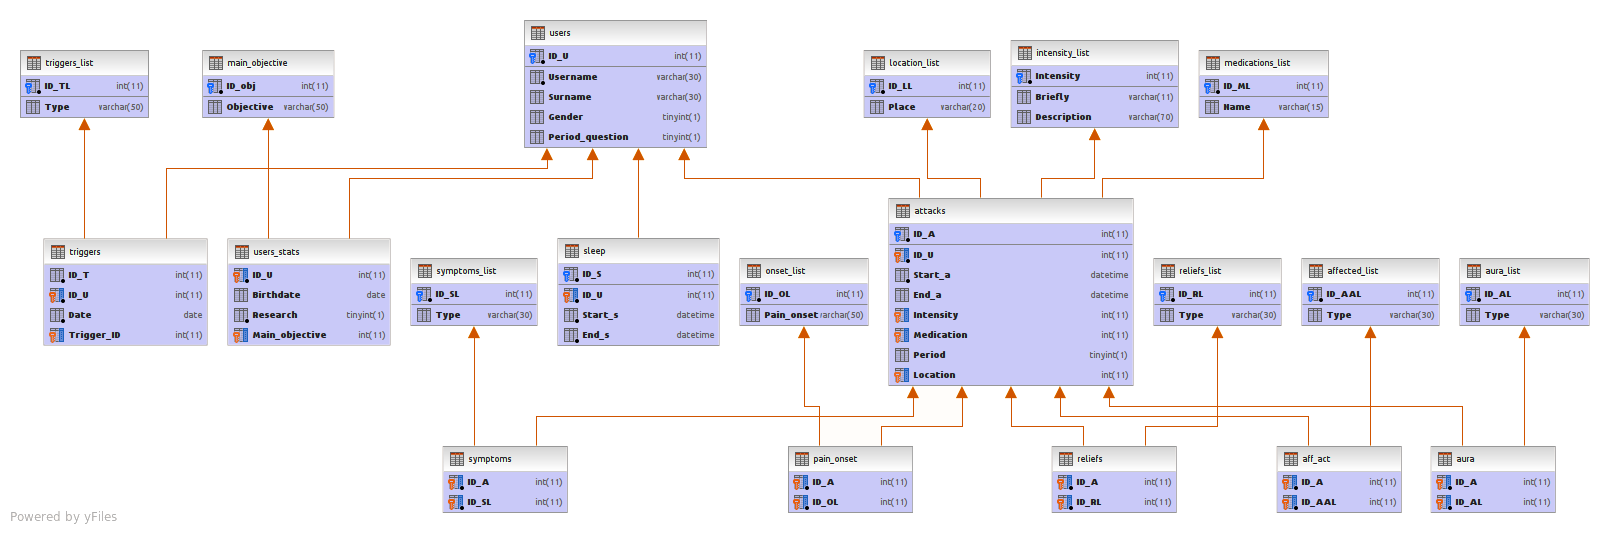 users
ID_U int(11)
Username varchar(30)
Surname varchar(30)
Gender tinyint(1)
Period_question tinyint(1)
triggers_list
ID_TL int(11)
Type varchar(50)
main_objective
ID_obj int(11)
Objective varchar(50)
location_list
ID_LL int(11)
Place varchar(20)
intensity_list
Intensity int(11)
Briefly varchar(11)
Description varchar(70)
medications_list
ID_ML int(11)
Name varchar(15)
triggers
ID_T int(11)
ID_U int(11)
Date date
Trigger_ID int(11)
users_stats
ID_U int(11)
Birthdate date
Research tinyint(1)
Main_objective int(11)
symptoms_list
ID_SL int(11)
Type varchar(30)
sleep
ID_S int(11)
ID_U int(11)
Start_s datetime
End_s datetime
onset_list
ID_OL int(11)
Pain_onset varchar(50)
attacks
ID_A int(11)
ID_U int(11)
Start_a datetime
End_a datetime
Intensity int(11)
Medication int(11)
Period tinyint(1)
Location int(11)
reliefs_list
ID_RL int(11)
Type varchar(30)
affected_list
ID_AAL int(11)
Type varchar(30)
aura_list
ID_AL int(11)
Type varchar(30)
symptoms
ID_A int(11)
ID_SL int(11)
pain_onset
ID_A int(11)
ID_OL int(11)
reliefs
ID_A int(11)
ID_RL int(11)
aff_act
ID_A int(11)
ID_AAL int(11)
aura
ID_A int(11)
ID_AL int(11)
Powered by yFiles